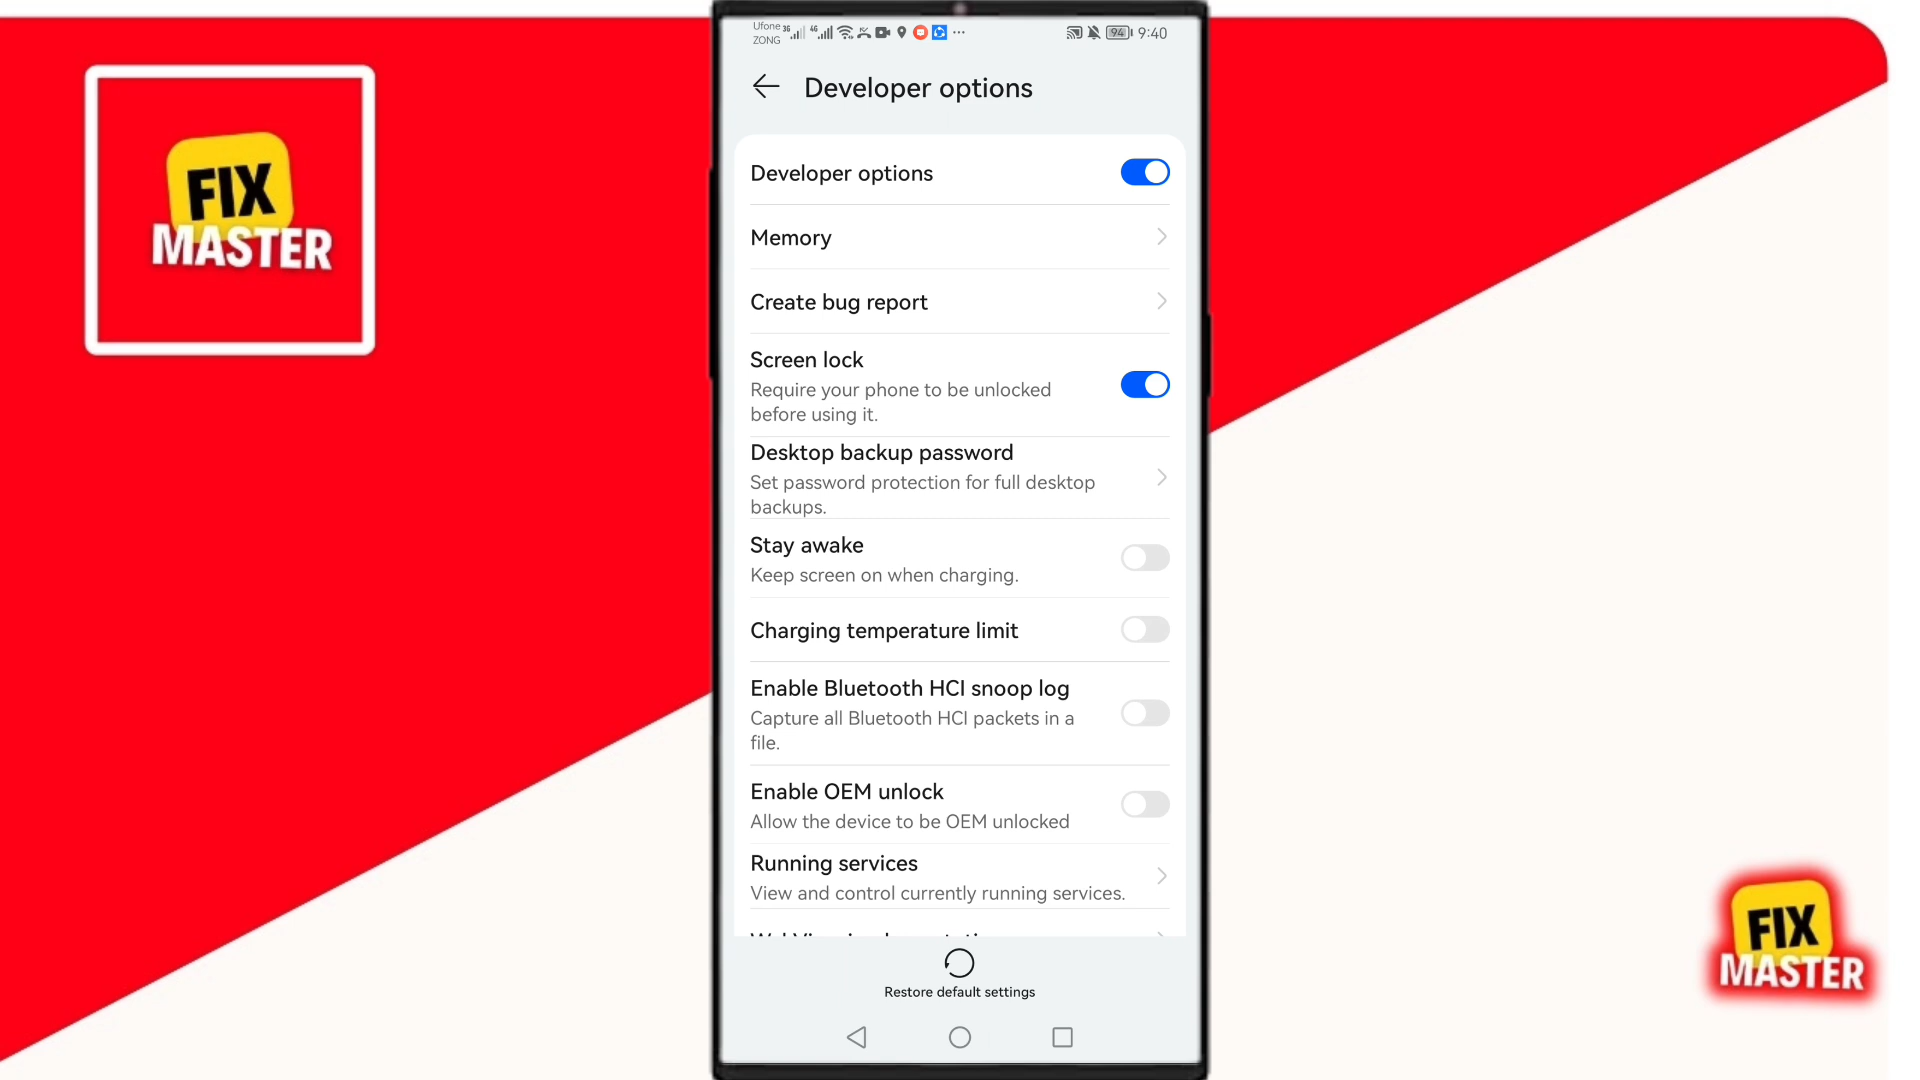 FIX
MASTER
Ufone 3G 4G
ZONG
94 9:40
Developer options
Developer options
Memory
Create bug report
Screen lock
Require your phone to be unlocked
before using it.
Desktop backup password
Set password protection for full desktop
backups.
Stay awake
Keep screen on when charging.
Charging temperature limit
Enable Bluetooth HCI snoop log
Capture all Bluetooth HCI packets in a
file.
Enable OEM unlock
Allow the device to be OEM unlocked
Running services
View and control currently running services.
Restore default settings
FIX
MASTER